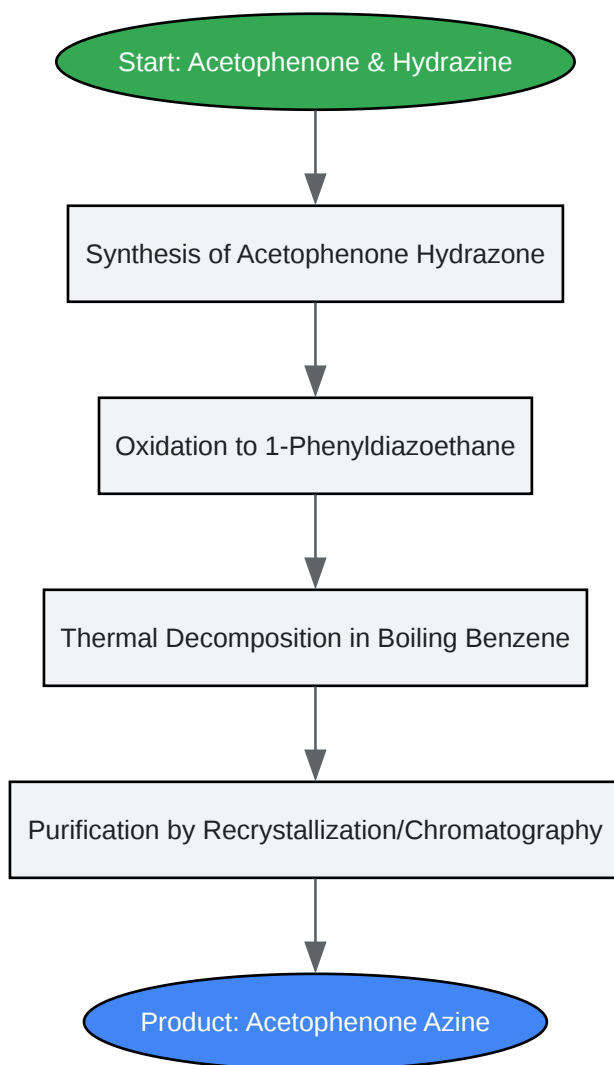 Start: Acetophenone & Hydrazine
Synthesis of Acetophenone Hydrazone
Oxidation to 1-Phenyldiazoethane
Thermal Decomposition in Boiling Benzene
Purification by Recrystallization/Chromatography
Product: Acetophenone Azine